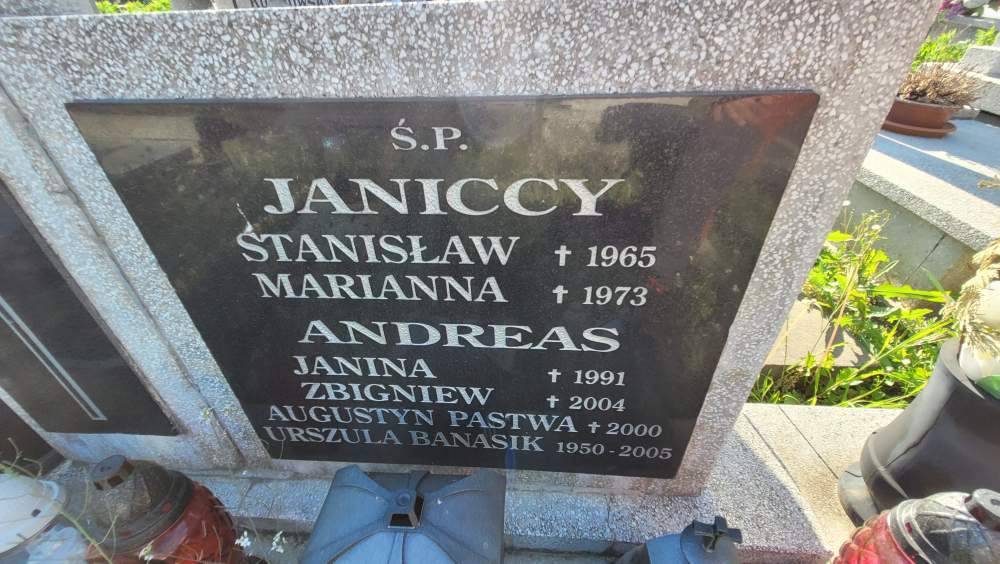 Ś.P.
JANICCY
STANISŁAW † 1965
MARIANNA † 1973
ANDREAS
JANINA † 1991
ZBIGNIEW † 2004
AUGUSTYN PASTWA † 2000
URSZULA BANASIK 1950-2005